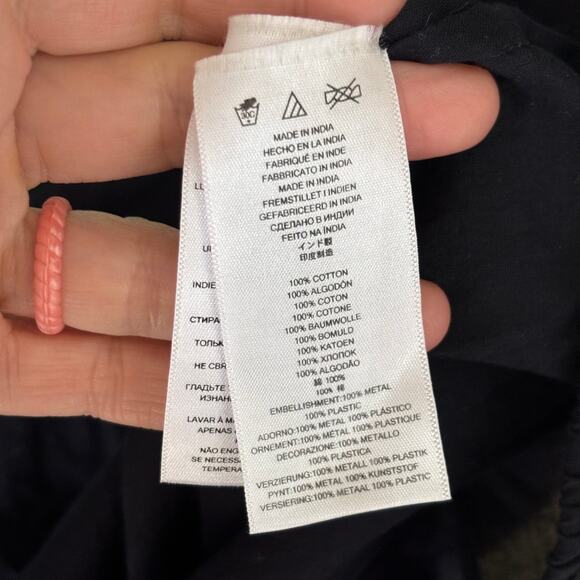 30C
MADE IN INDIA
HECHO EN LA INDIA
FABRIQUÉ EN INDE
FABBRICATO IN INDIA
MADE IN INDIA
FREMSTILLET I INDIEN
GEFABRICEERD IN INDIA
СДЕЛАНО В ИНДИИ
FEITO NA ÍNDIA
インド製
印度制造
100% COTTON
100% ALGODÓN
100% COTON
100% COTONE
100% BAUMWOLLE
100% BOMULD
100% KATOEN
100% ХЛОПОК
100% ALGODÃO
綿 100%
100% 棉
EMBELLISHMENT:100% METAL
100% PLASTIC
ADORNO:100% METAL 100% PLÁSTICO
ORNEMENT:100% METAL 100% PLASTIQUE
DECORAZIONE:100% METALLO
100% PLASTICA
VERZIERUNG:100% METALL 100% PLASTIK
PYNT:100% METAL 100% KUNSTSTOF
VERSIERING:100% METAAL 100% PLASTIC
INDIE
СТИРА
ТОЛЬК
НЕ СВЯ
ГЛАДЬТЕ
ИЗНАН
LAVAR À M
APENAS
NÃO ENG
SE NECESS
TEMPERA